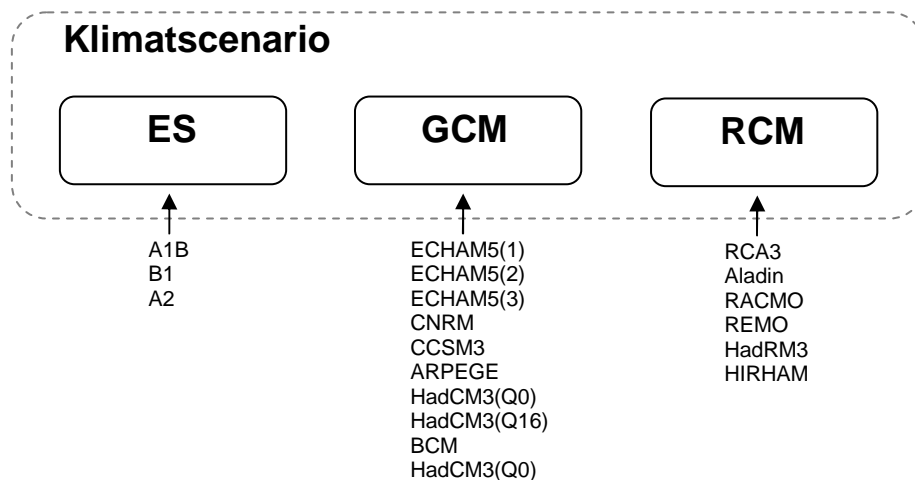 Klimatscenario
ES
GCM
RCM
A1B
B1
A2
ECHAM5(1)
ECHAM5(2)
ECHAM5(3)
CNRM
CCSM3
ARPEGE
HadCM3(Q0)
HadCM3(Q16)
BCM
HadCM3(Q0)
RCA3
Aladin
RACMO
REMO
HadRM3
HIRHAM